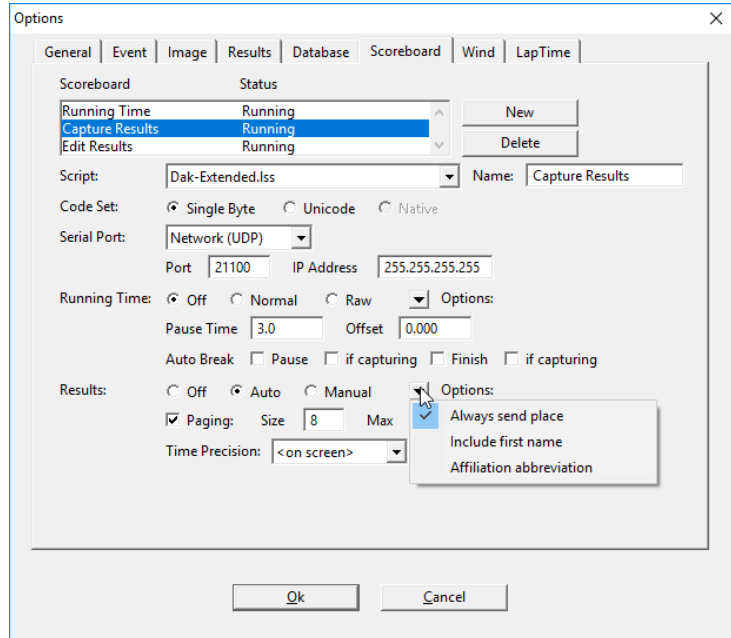 Options
General Event Image Results Database Scoreboard Wind LapTime
Scoreboard Status
Running Time Running
Capture Results Running
Edit Results Running
New
Delete
Script: Dak-Extended.lss Name: Capture Results
Code Set: Single Byte Unicode Native
Serial Port: Network (UDP)
Port 21100 IP Address 255.255.255.255
Running Time: Off Normal Raw Options:
Pause Time 3.0 Offset 0.000
Auto Break Pause if capturing Finish if capturing
Results: Off Auto Manual Options:
Paging: Size 8 Max
Always send place
Include first name
Affiliation abbreviation
Time Precision: <on screen>
Ok Cancel